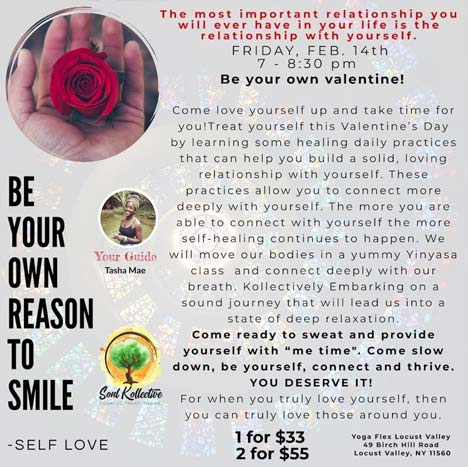 The most important relationship you
will ever have in your life is the
relationship with yourself.
FRIDAY, FEB. 14th
7 - 8:30 pm
Be your own valentine!
Come love yourself up and take time for
you!Treat yourself this Valentine's Day
by learning some healing daily practices
that can help you build a solid, loving
relationship with yourself. These
practices allow you to connect more
deeply with yourself. The more you are
able to connect with yourself the more
self-healing continues to happen. We
will move our bodies in a yummy Yinyasa
class and connect deeply with our
breath. Kollectively Embarking on a
sound journey that will lead us into a
state of deep relaxation.
Come ready to sweat and provide
yourself with "me time". Come slow
down, be yourself, connect and thrive.
YOU DESERVE IT!
For when you truly love yourself, then
you can truly love those around you.
BE
YOUR
OWN
REASON
TO
SMILE
-SELF LOVE
Your Guide
Tasha Mae
Soul Kollective
CONNECT. TRUST. THRIVE.
1 for $33
2 for $55
Yoga Flex Locust Valley
49 Birch Hill Road
Locust Valley, NY 11560